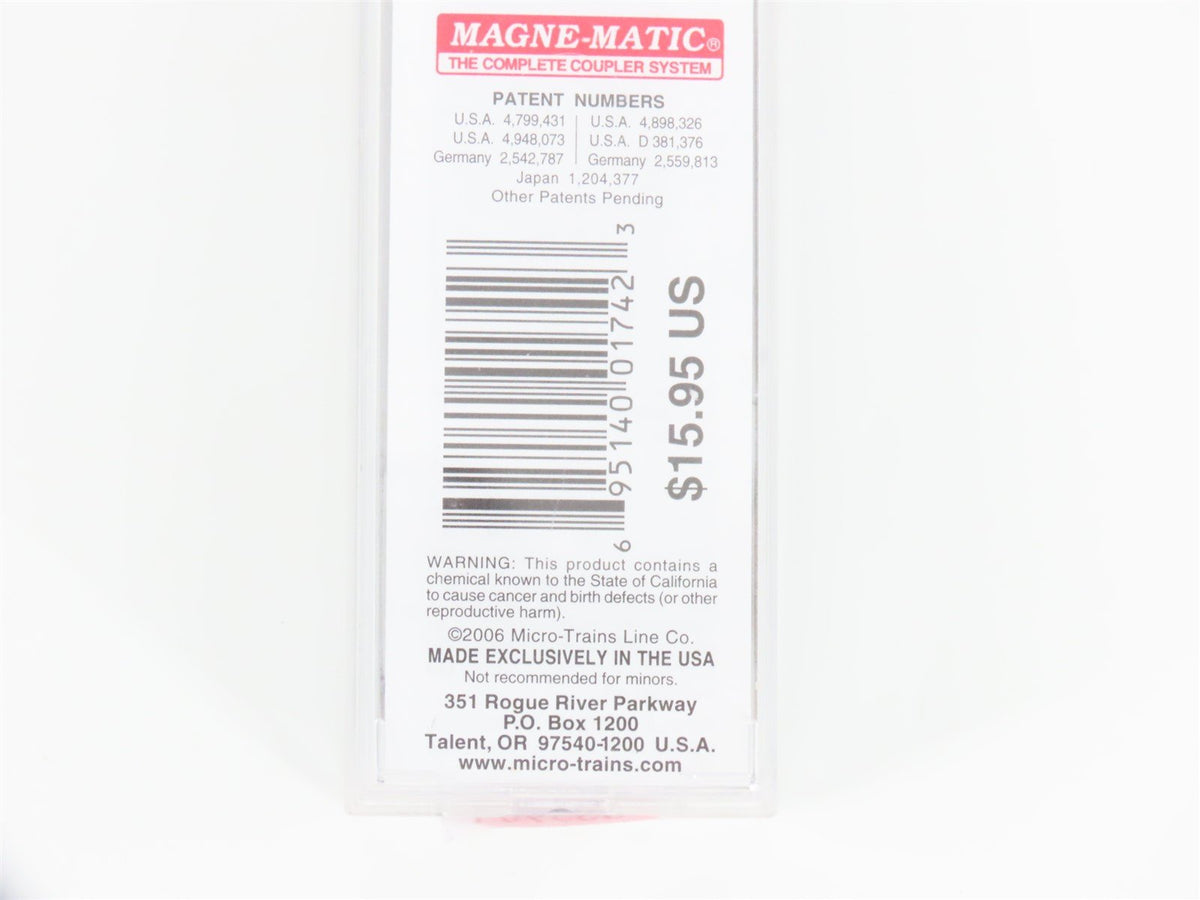 MAGNE-MATIC®
THE COMPLETE COUPLER SYSTEM
PATENT NUMBERS
U.S.A. 4,799,431 | U.S.A. 4,898,326
U.S.A. 4,948,073 | U.S.A. D 381,376
Germany 2,542,787 | Germany 2,559,813
Japan 1,204,377
Other Patents Pending
6 95140 01742 3
$15.95 US
WARNING: This product contains a
chemical known to the State of California
to cause cancer and birth defects (or other
reproductive harm).
©2006 Micro-Trains Line Co.
MADE EXCLUSIVELY IN THE USA
Not recommended for minors.
351 Rogue River Parkway
P.O. Box 1200
Talent, OR 97540-1200 U.S.A.
www.micro-trains.com